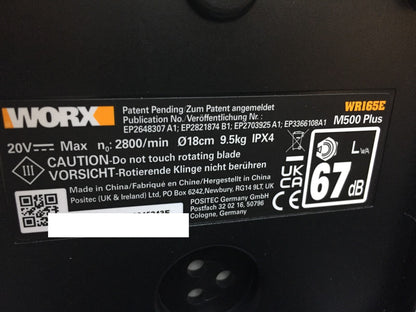 WORX
Patent Pending Zum Patent angemeldet
Publication No./Veröffentlichung Nr.:
EP2648307 A1; EP2821874 B1; EP2703925 A1; EP3366108A1
WR165E
M500 Plus
20V Max n₀: 2800/min Ø18cm 9.5kg IPX4
CAUTION-Do not touch rotating blade
VORSICHT-Rotierende Klinge nicht berühren
III
Made in China/Fabriqué en Chine/Hergestellt in China
Positec (UK & Ireland) Ltd, PO Box 6242,Newbury. RG14 9LT, UK
POSITEC Germany GmbH
Postfach 32 02 16, 50796
Cologne, Germany
UK
CA
CE
LWA
67dB